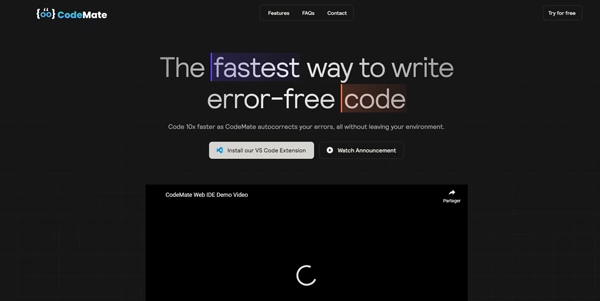 CodeMate
Features FAQs Contact
Try for free
The fastest way to write
error-free code
Code 10x faster as CodeMate autocorrects your errors, all without leaving your environment.
Install our VS Code Extension
Watch Announcement
CodeMate Web IDE Demo Video
Partager